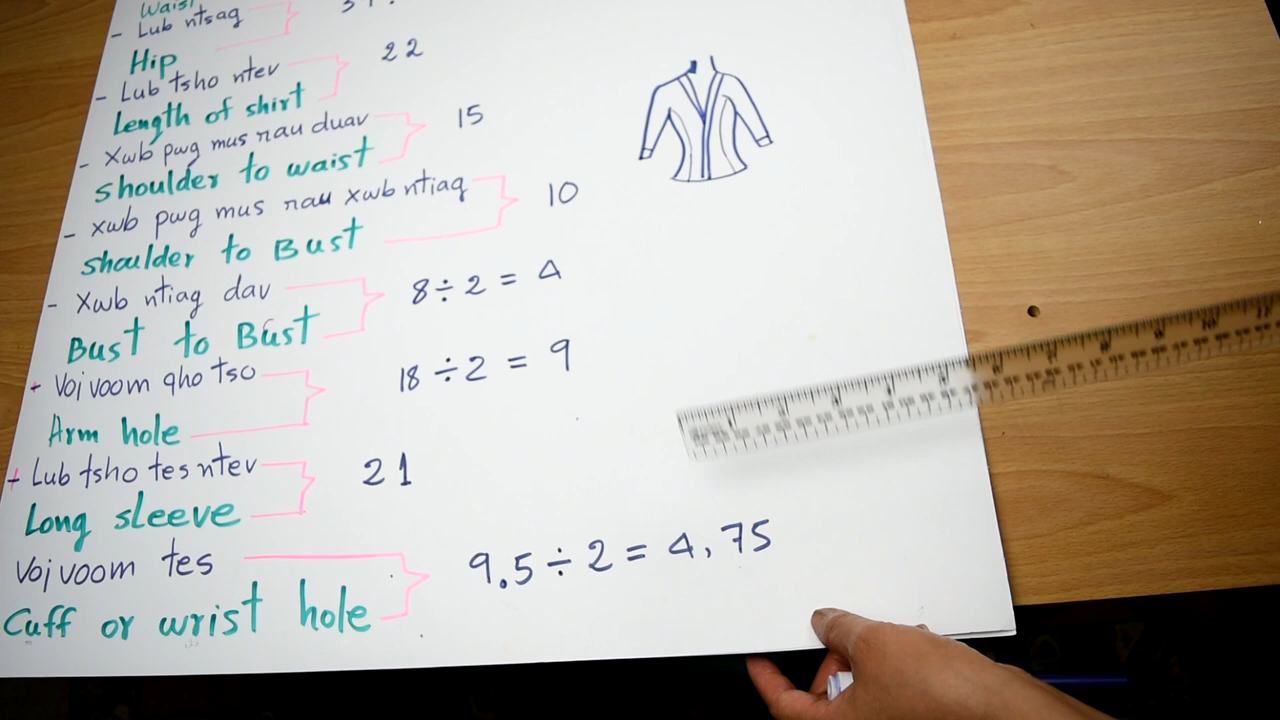 Waist
- Lub ntsag
Hip
- Lub tsho ntev 22
Length of shirt
- Xwb pwg mus rau duav 15
shoulder to waist
- Xwb pwg mus rau xwb ntiag 10
shoulder to Bust
- Xwb ntiag dav 8÷2 = 4
Bust to Bust
+ Voj voom qho tso 18÷2 = 9
Arm hole
+ Lub tsho tes ntev 21
Long sleeve
Voj voom tes 9.5÷2 = 4,75
Cuff or wrist hole